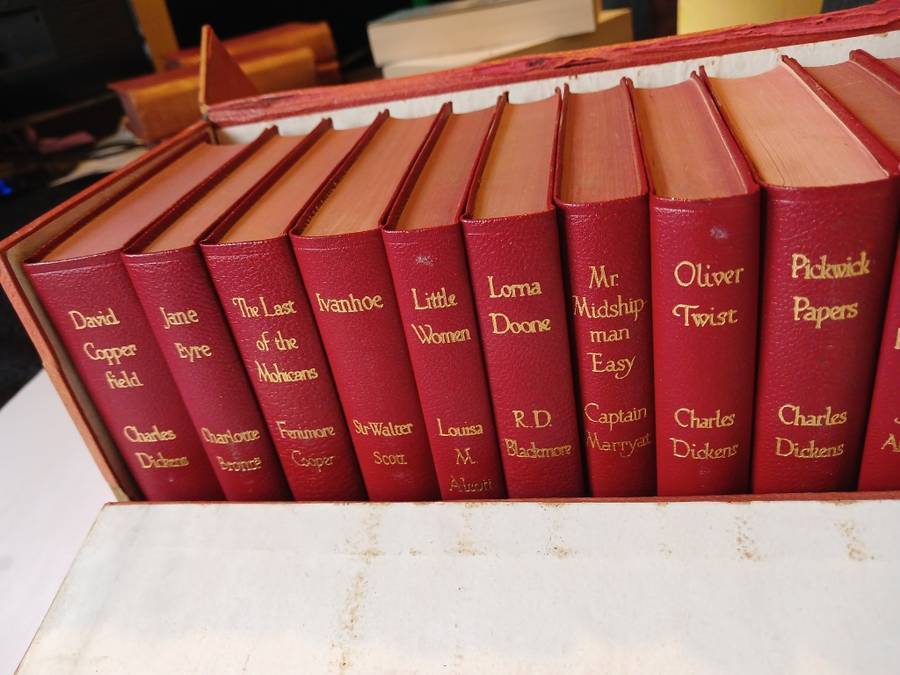 David
Copper
field
Charles
Dickens
Jane
Eyre
Charlotte
Bronte
The Last
of the
Mohicans
Fenimore
Cooper
Ivanhoe
Sir Walter
Scott
Little
Women
Louisa
M.
Alcott
Lorna
Doone
R.D.
Blackmore
Mr.
Midship
man
Easy
Captain
Marryat
Oliver
Twist
Charles
Dickens
Pickwick
Papers
Charles
Dickens